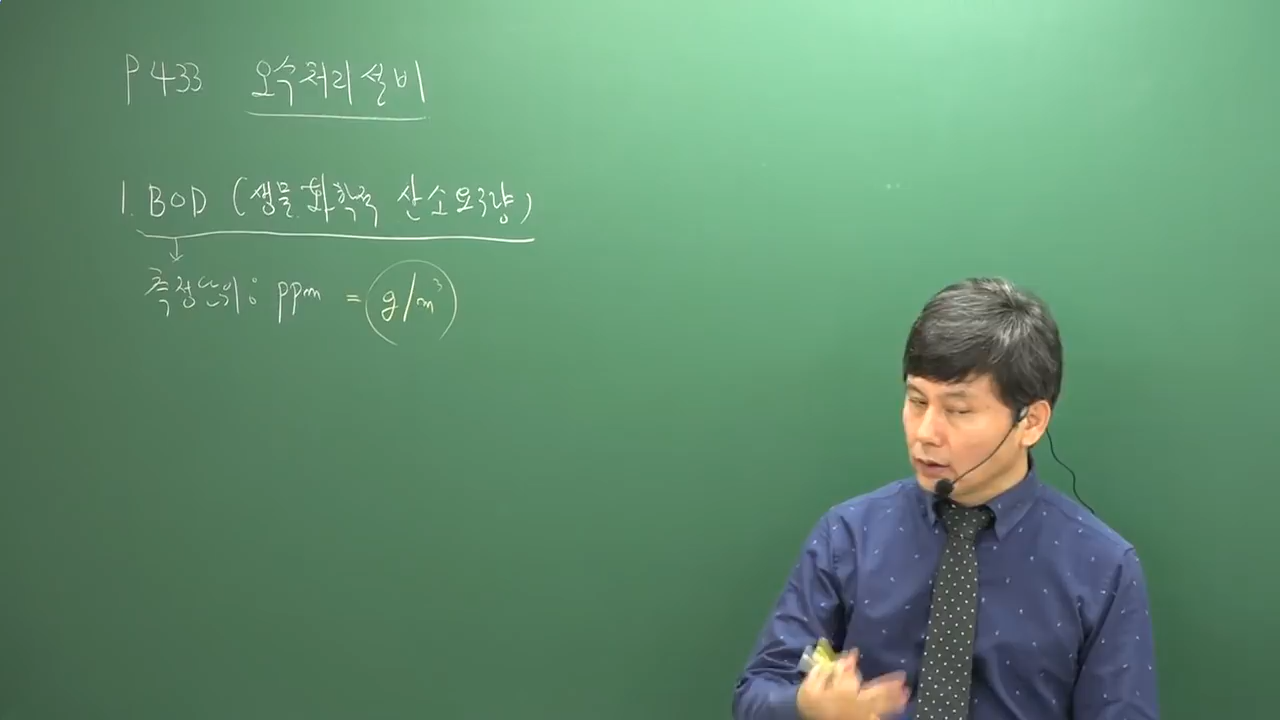 P 433 오수처리설비
1. BOD (생물화학적 산소요구량)
측정단위: ppm = g/m³